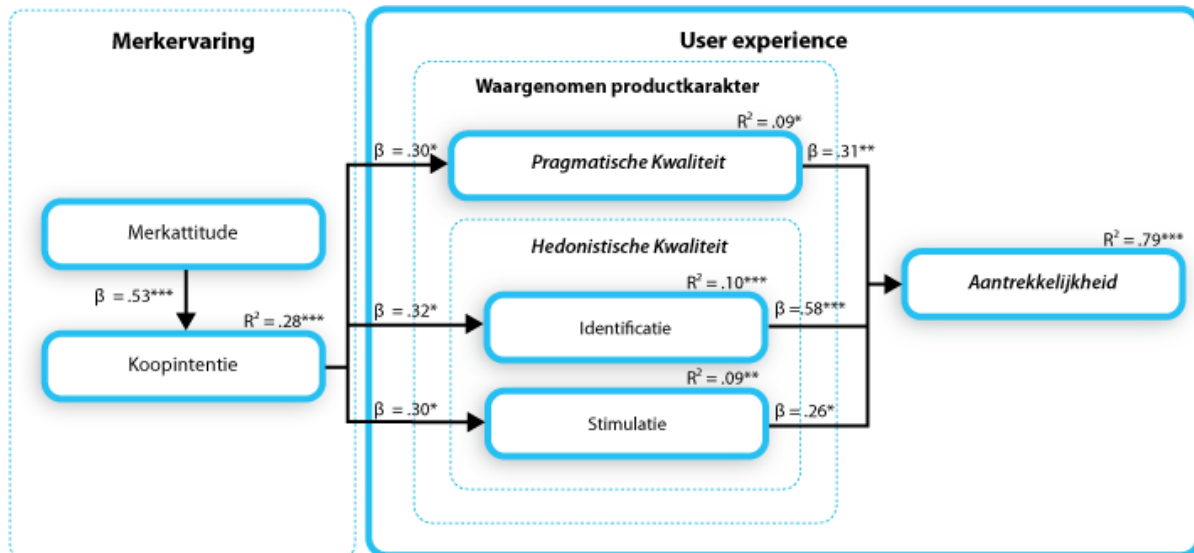 Merkervaring
User experience
Waargenomen productkarakter
R² = .09*
β = .30*
Pragmatische Kwaliteit
β = .31**
Merkattitude
Hedonistische Kwaliteit
R² = .79***
Aantrekkelijkheid
R² = .10***
β = .53***
R² = .28***
β = .32*
Identificatie
β =.58***
Koopintentie
R² = .09**
β = .30*
Stimulatie
β = .26*